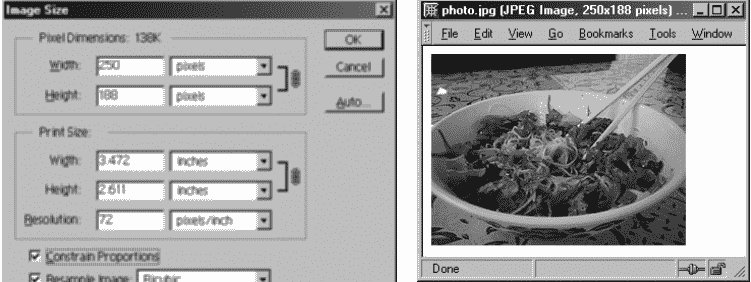 Image Size
Pixel Dimensions: 138K
Width: 250 pixels
Height: 188 pixels
OK
Cancel
Auto...
Print Size:
Width: 3.472 inches
Height: 2.611 inches
Resolution: 72 pixels/inch
Constrain Proportions
Resample Image: Bicubic
photo.jpg (JPEG Image, 250x188 pixels) ...
File Edit View Go Bookmarks Tools Window
Done